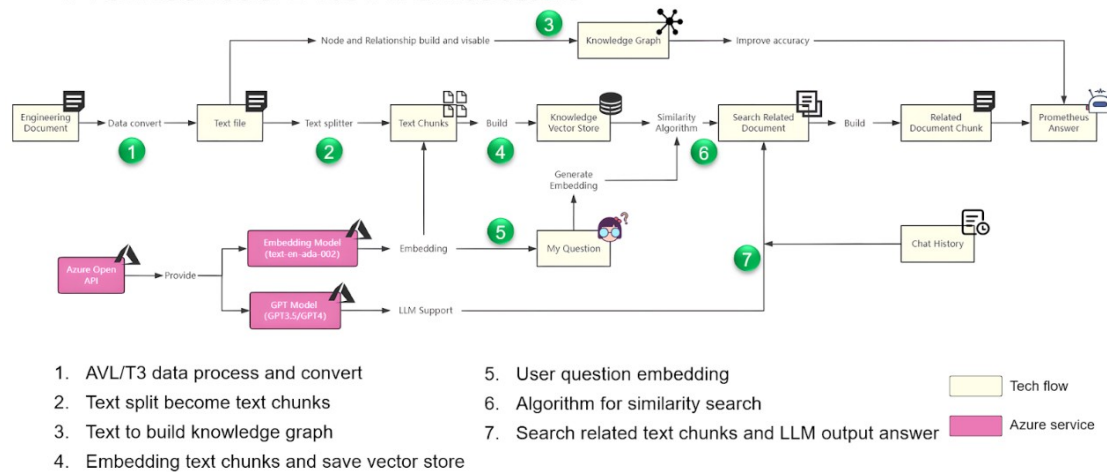 3
Node and Relationship build and visable
Knowledge Graph
Improve accuracy
Engineering
Document
Data convert
Text file
Text splitter
Text Chunks
Build
Knowledge
Vector Store
Similarity
Algorithm
Search Related
Document
Build
Related
Document Chunk
Prometheus
Answer
1
2
4
6
Generate
Embedding
?
5
Embedding Model
(text-en-ada-002)
Embedding
My Question
7
Chat History
Azure Open
API
Provide
GPT Model
(GPT3.5/GPT4)
LLM Support
1. AVL/T3 data process and convert
2. Text split become text chunks
3. Text to build knowledge graph
4. Embedding text chunks and save vector store
5. User question embedding
6. Algorithm for similarity search
7. Search related text chunks and LLM output answer
Tech flow
Azure service